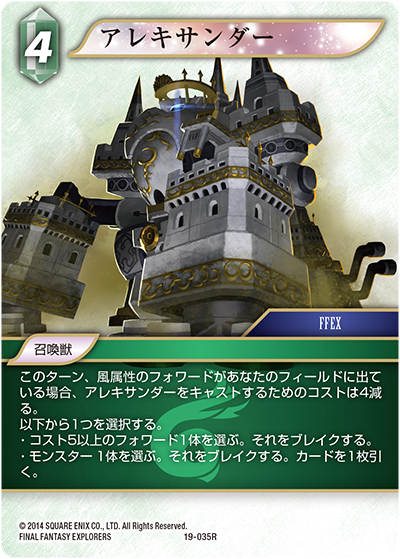 4
アレキサンダー
FFEX
召喚獣
このターン、風属性のフォワードがあなたのフィールドに出て
いる場合、アレキサンダーをキャストするためのコストは4減
る。
以下から1つを選択する。
・コスト5以上のフォワード1体を選ぶ。それをブレイクする。
・モンスター 1体を選ぶ。それをブレイクする。カードを1枚引
く。
© 2014 SQUARE ENIX CO., LTD. All Rights Reserved.
FINAL FANTASY EXPLORERS 19-035R